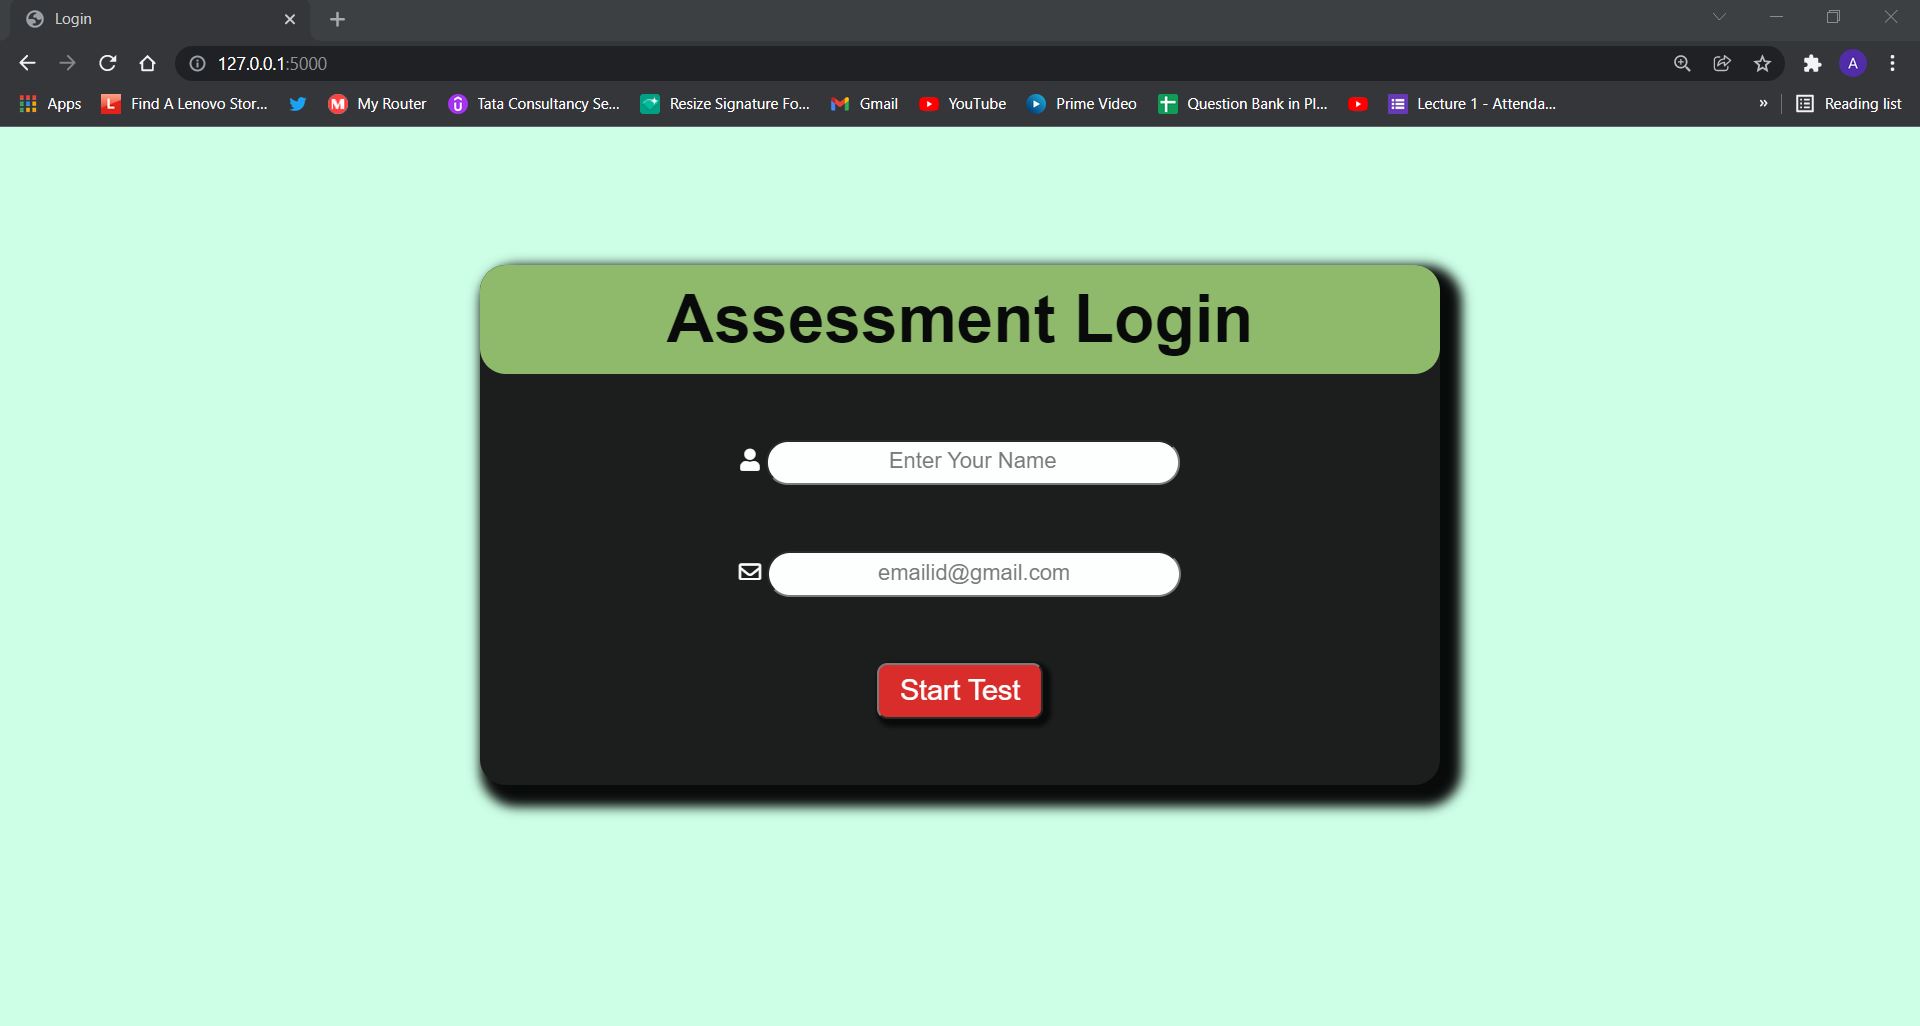 Login
127.0.0.1:5000
A
Apps
L Find A Lenovo Stor...
M My Router
Tata Consultancy Se...
Resize Signature Fo...
Gmail
YouTube
Prime Video
Question Bank in Pl...
Lecture 1 - Attenda...
»
Reading list
Assessment Login
Enter Your Name
emailid@gmail.com
Start Test